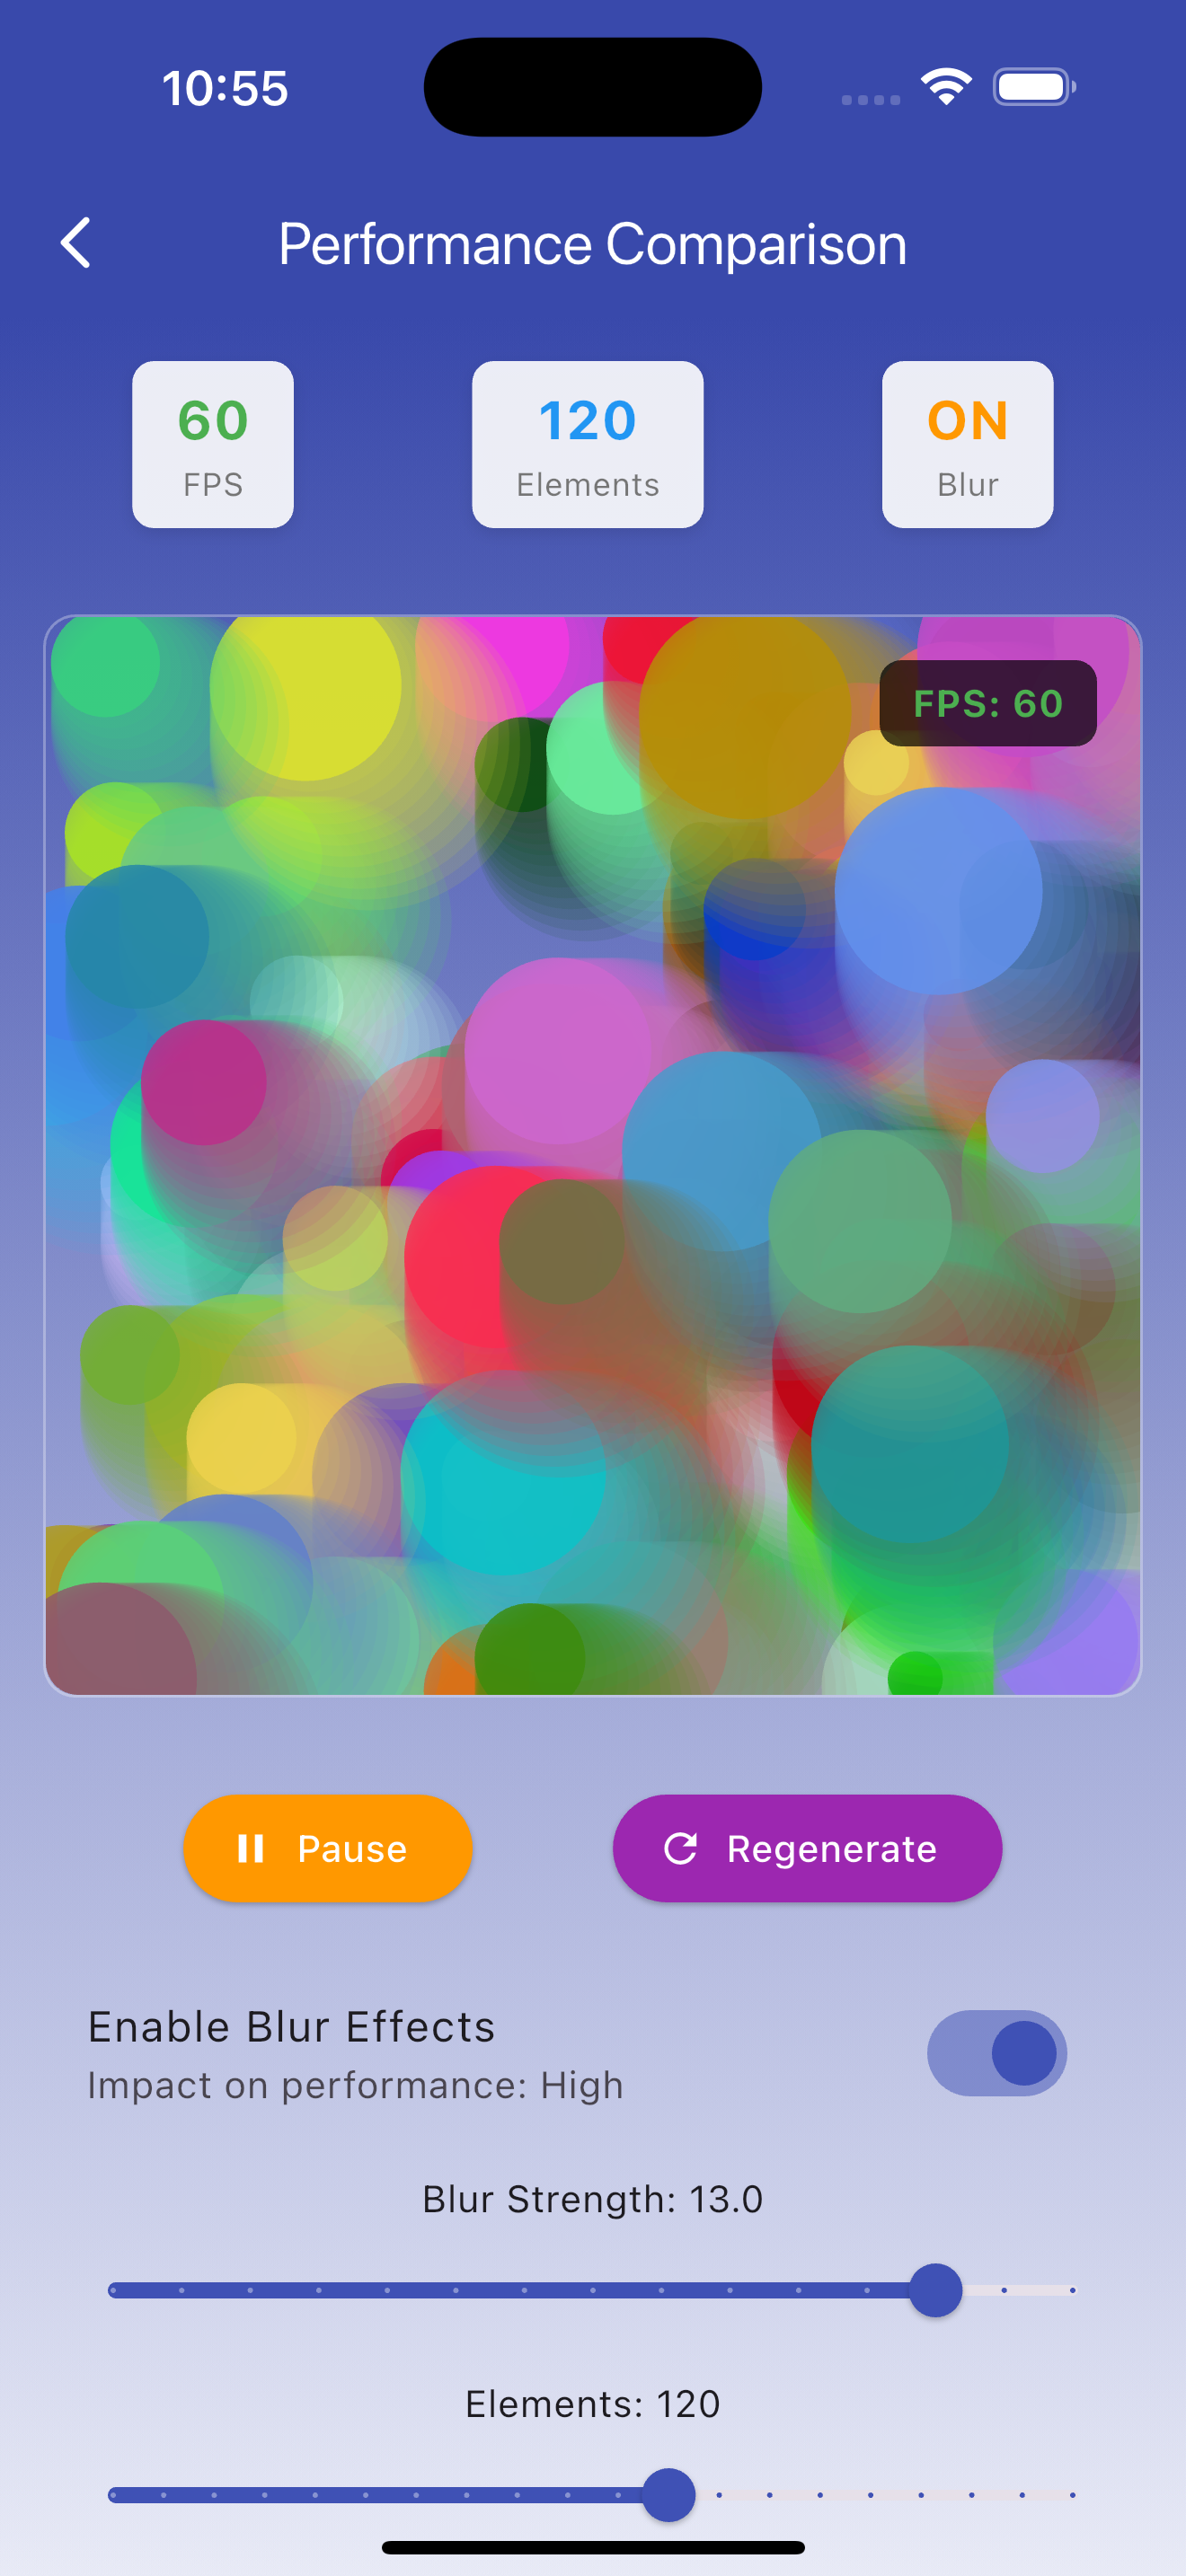 10:55
Performance Comparison
60
FPS
120
Elements
ON
Blur
FPS: 60
Pause
Regenerate
Enable Blur Effects
Impact on performance: High
Blur Strength: 13.0
Elements: 120